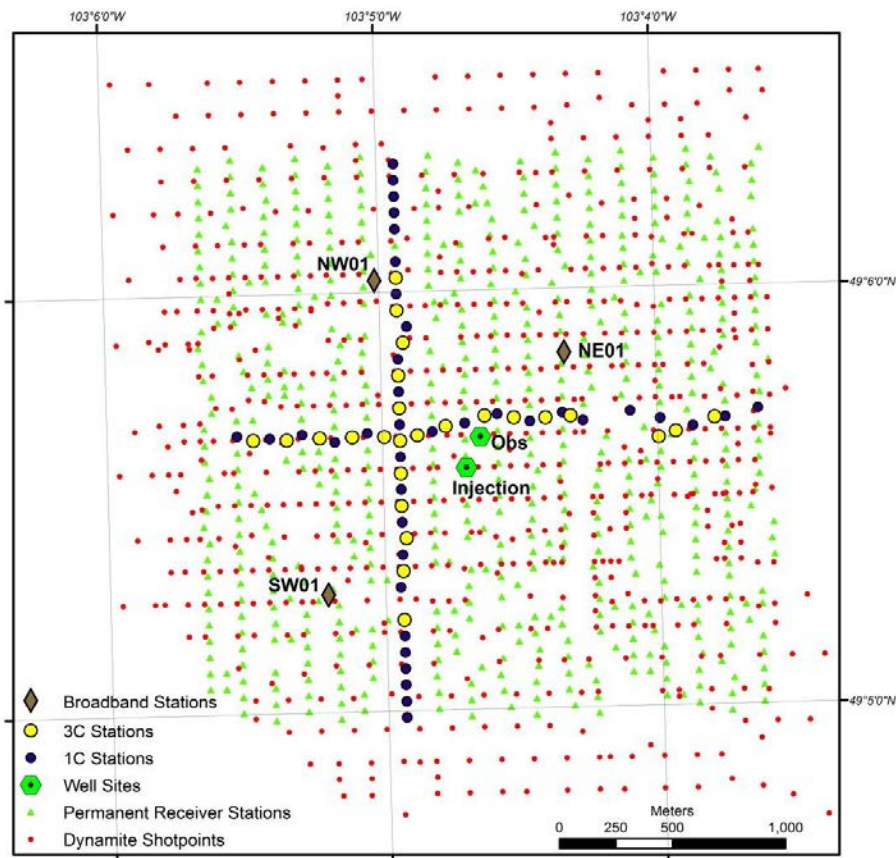 103°6'0"W 103°5'0"W 103°4'0"W
NW01
49°6'0"N
NE01
Obs
Injection
SW01
Broadband Stations
49°5'0"N
3C Stations
1C Stations
Well Sites
Permanent Receiver Stations
Dynamite Shotpoints
Meters
0 250 500 1,000